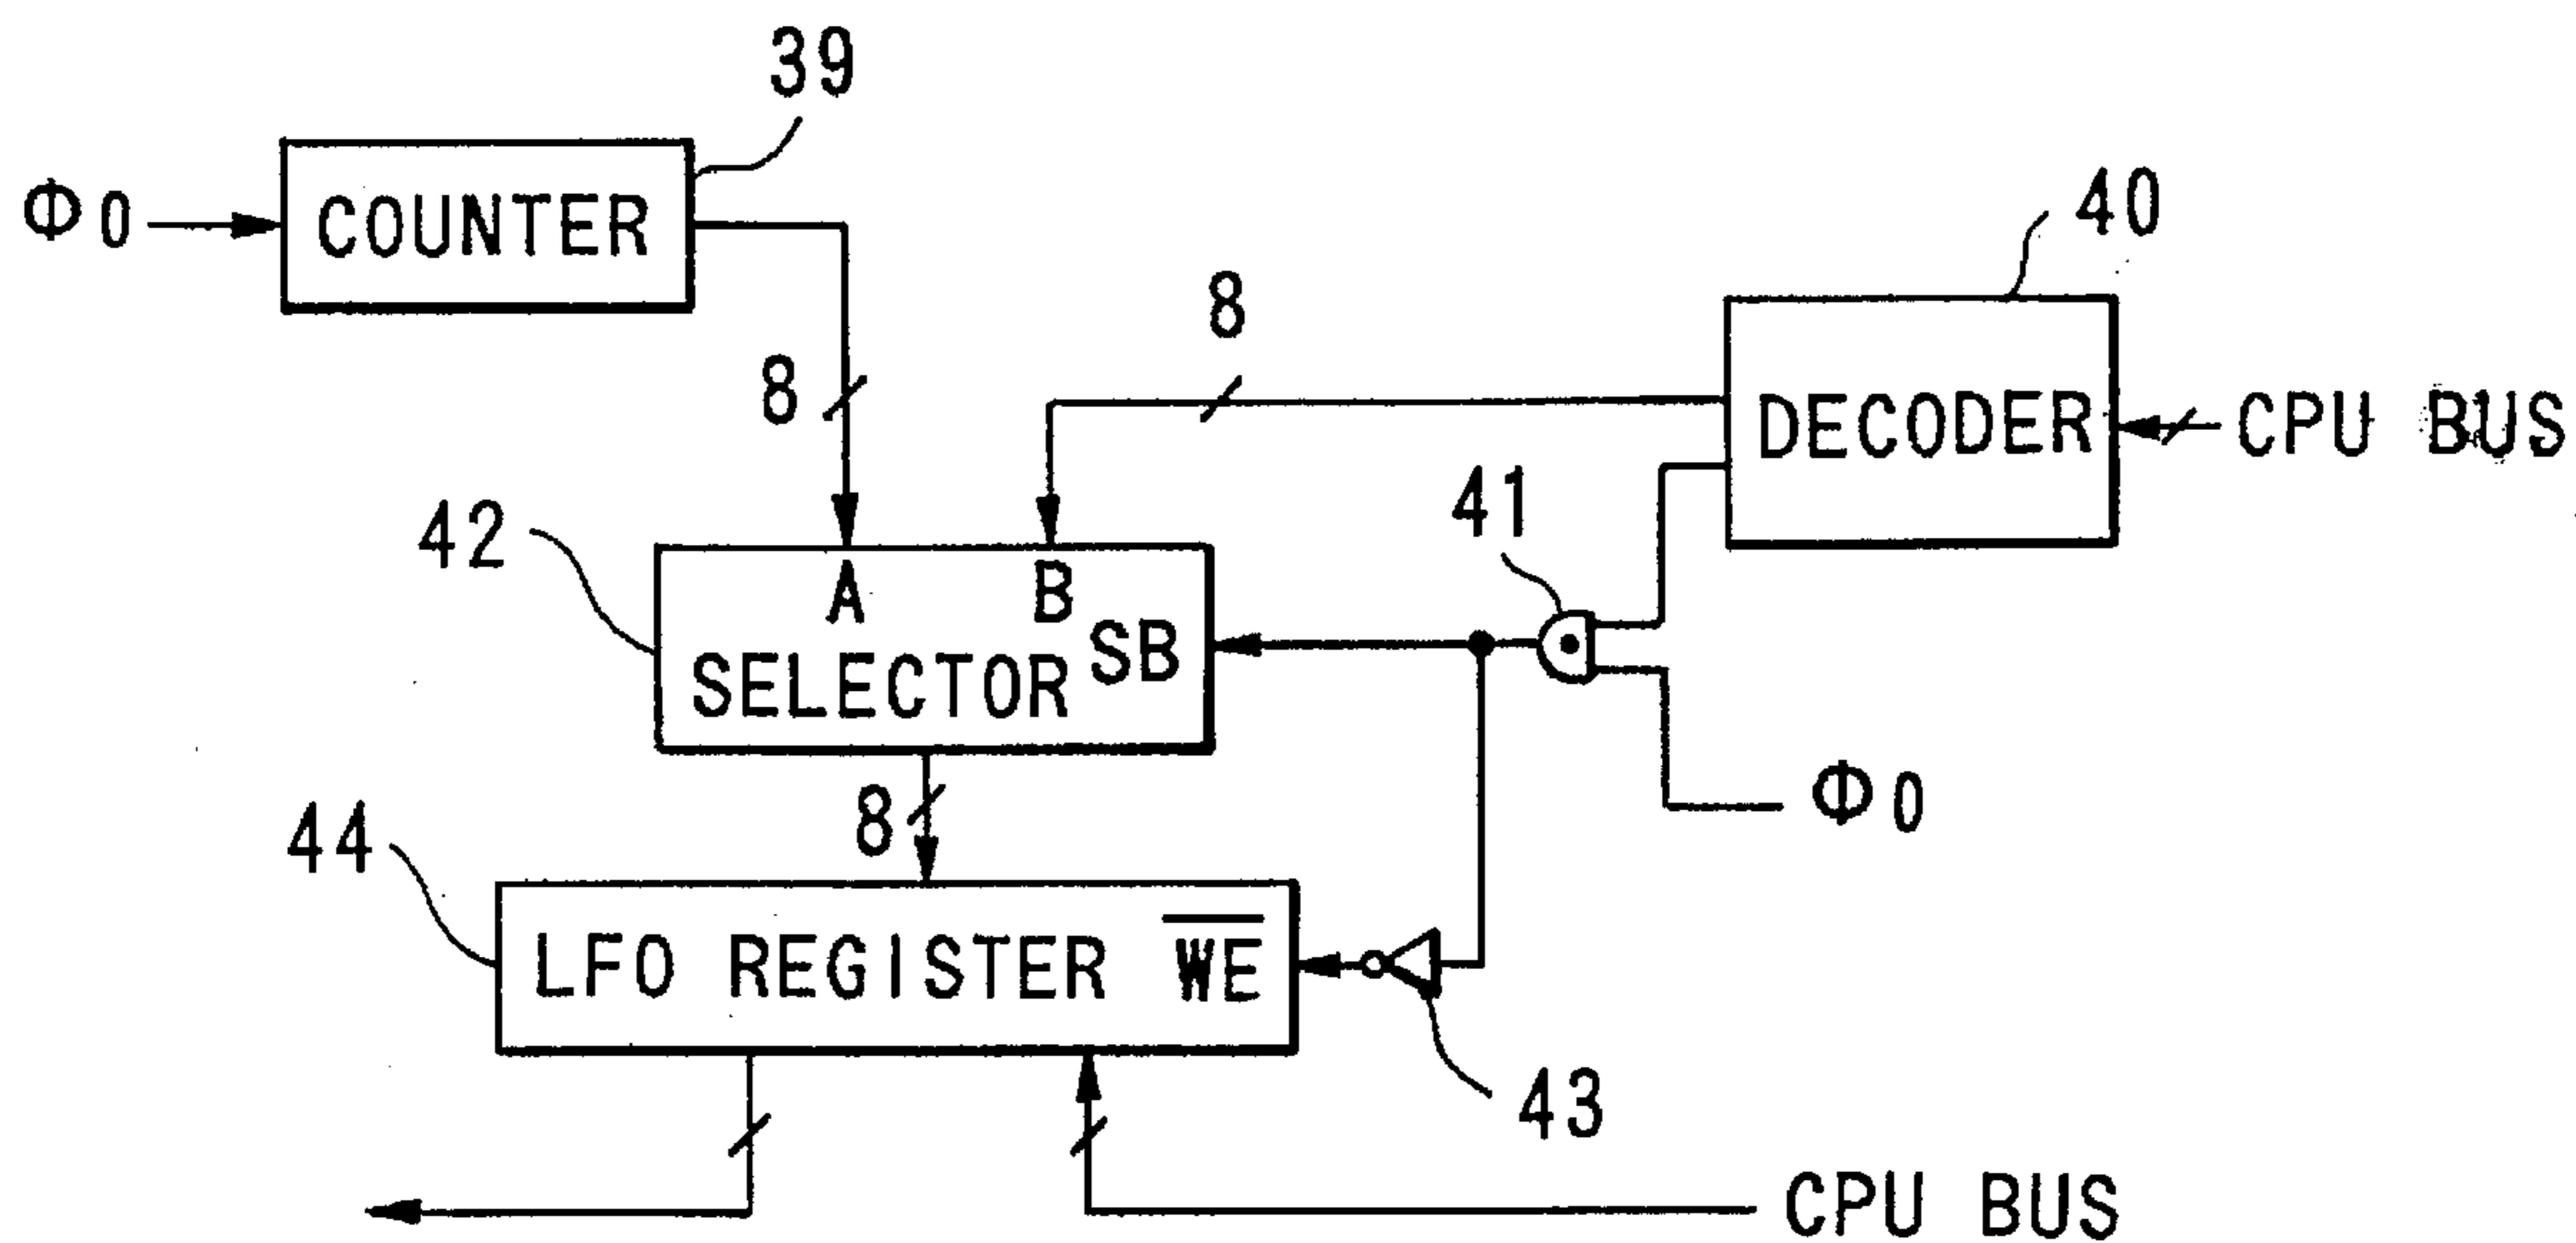 39
Φ0
COUNTER
40
8
8
DECODER
CPU BUS
41
42
A
B
SB
SELECTOR
Φ0
8
44
LFO REGISTER W̅E̅
43
CPU BUS